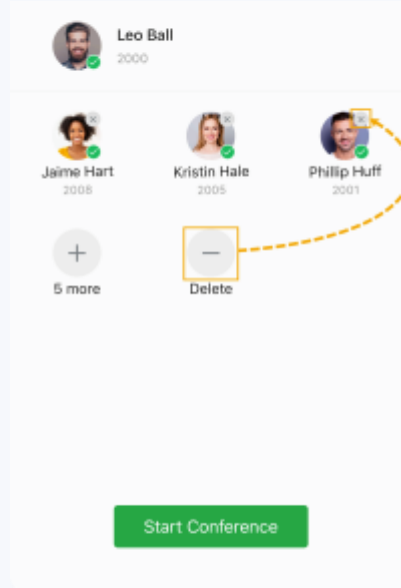 Leo Ball
2000
Jaime Hart
Kristin Hale
Phillip Huff
2008
2005
2001
5 more
Delete
Start Conference